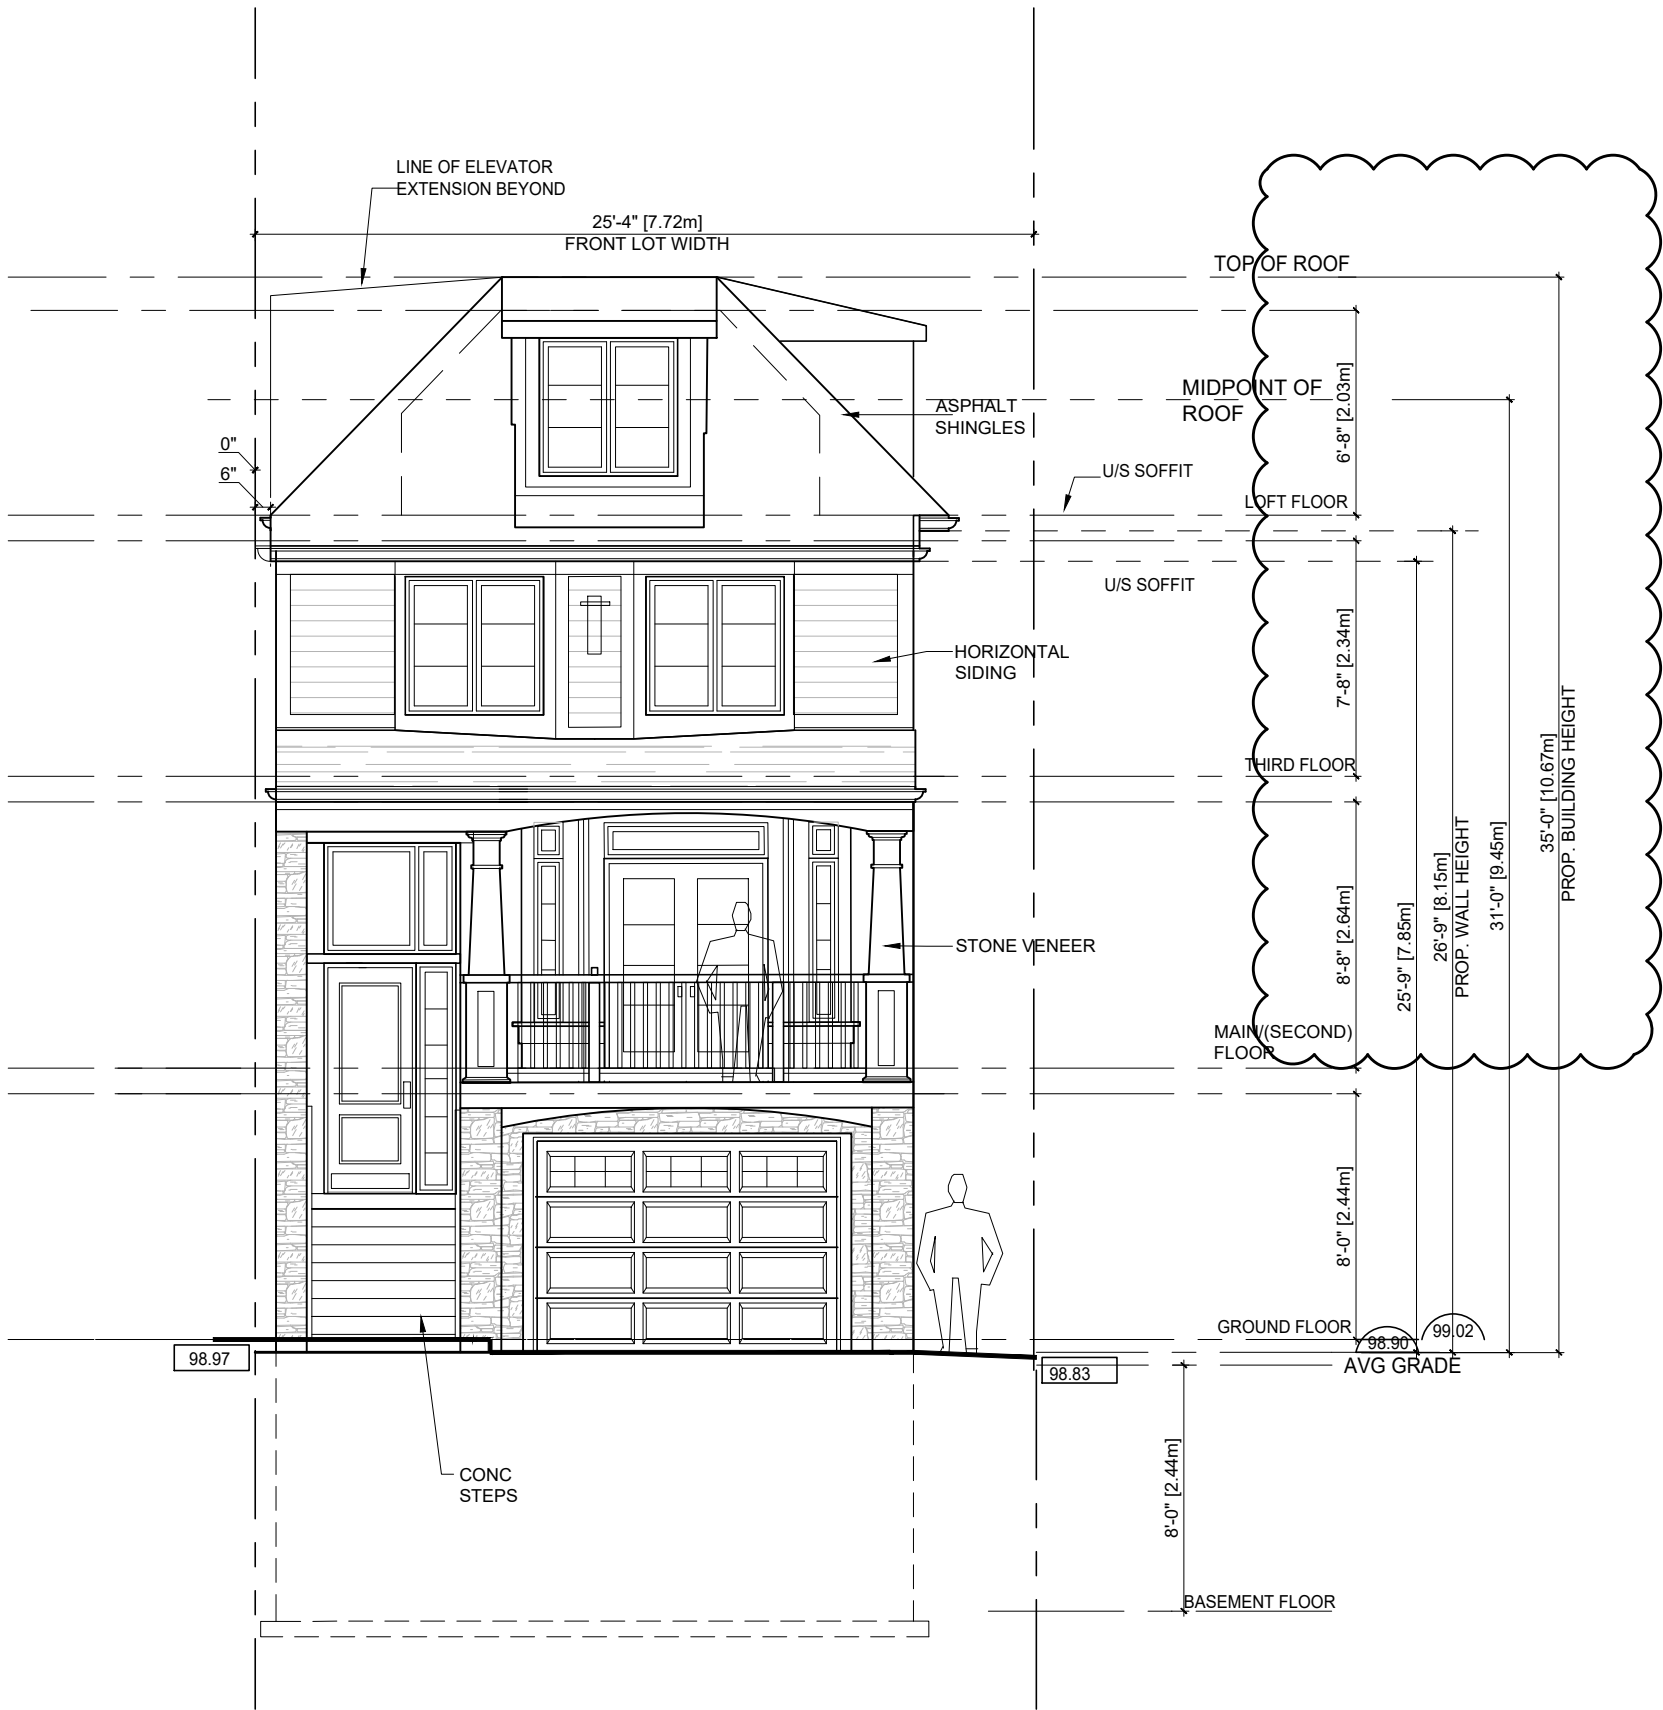 LINE OF ELEVATOR
EXTENSION BEYOND
25'-4" [7.72m]
FRONT LOT WIDTH
TOP OF ROOF
MIDPOINT OF
ROOF
6'-8" [2.03m]
ASPHALT
SHINGLES
0"
6"
U/S SOFFIT
LOFT FLOOR
U/S SOFFIT
7'-8" [2.34m]
HORIZONTAL
SIDING
THIRD FLOOR
35'-0" [10.67m]
PROP. BUILDING HEIGHT
31'-0" [9.45m]
26'-9" [8.15m]
PROP. WALL HEIGHT
25'-9" [7.85m]
8'-8" [2.64m]
STONE VENEER
MAIN/(SECOND)
FLOOR
8'-0" [2.44m]
GROUND FLOOR
98.90
99.02
AVG GRADE
98.97
98.83
CONC
STEPS
8'-0" [2.44m]
BASEMENT FLOOR